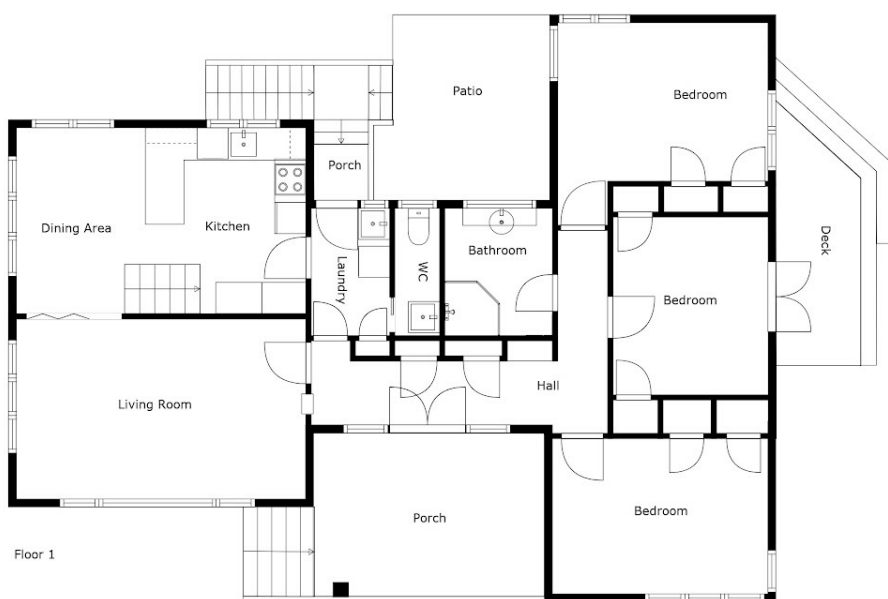 Patio
Bedroom
Porch
Dining Area
Kitchen
Bathroom
Laundry
WC
Deck
Bedroom
Living Room
Hall
Bedroom
Porch
Floor 1